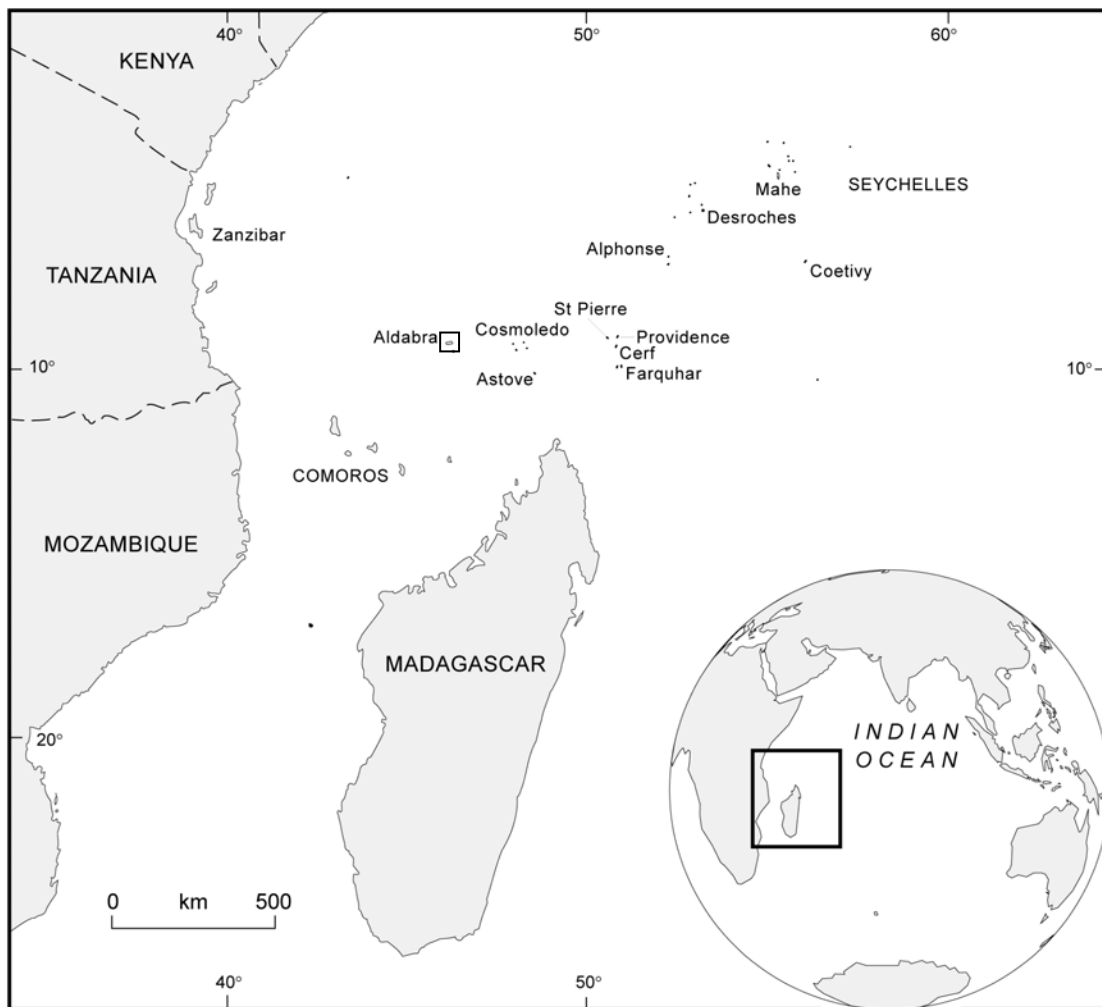 40°
50°
60°
KENYA
Mahe
SEYCHELLES
Desroches
Zanzibar
Alphonse
TANZANIA
Coetivy
St Pierre
Aldabra
Cosmoledo
Providence
Cerf
10°
10°
Astove
Farquhar
COMOROS
MOZAMBIQUE
MADAGASCAR
20°
INDIAN
OCEAN
0 km 500
40°
50°